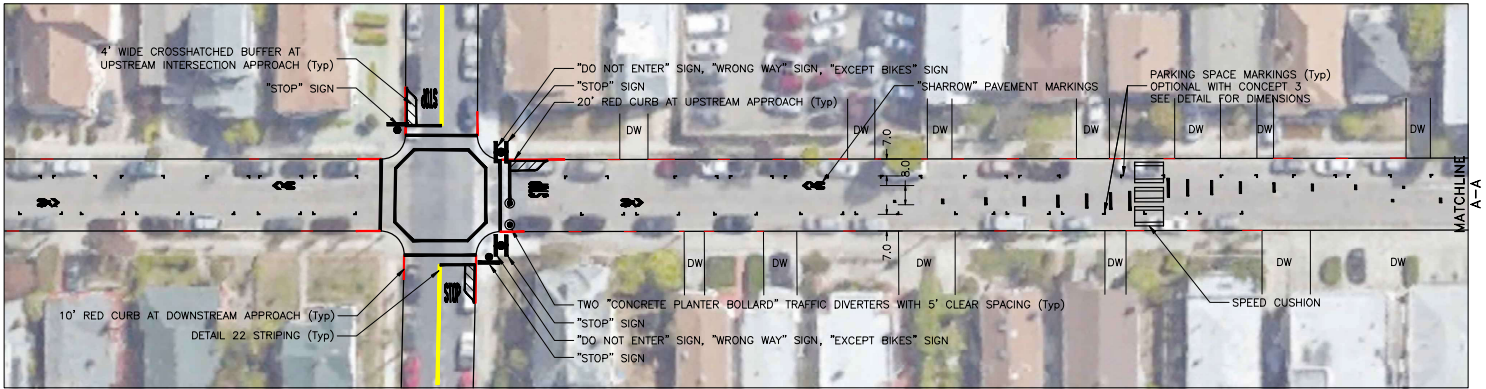 4' WIDE CROSSHATCHED BUFFER AT
UPSTREAM INTERSECTION APPROACH (Typ)
"STOP" SIGN
"DO NOT ENTER" SIGN, "WRONG WAY" SIGN, "EXCEPT BIKES" SIGN
"STOP" SIGN
20' RED CURB AT UPSTREAM APPROACH (Typ)
"SHARROW" PAVEMENT MARKINGS
PARKING SPACE MARKINGS (Typ)
OPTIONAL WITH CONCEPT 3
SEE DETAIL FOR DIMENSIONS
STOP
DW
DW
DW
DW
DW
DW
DW
7.0
8.0
7.0
STOP
MATCHLINE
A-A
DW
DW
DW
DW
DW
DW
STOP
10' RED CURB AT DOWNSTREAM APPROACH (Typ)
DETAIL 22 STRIPING (Typ)
TWO "CONCRETE PLANTER BOLLARD" TRAFFIC DIVERTERS WITH 5' CLEAR SPACING (Typ)
"STOP" SIGN
"DO NOT ENTER" SIGN, "WRONG WAY" SIGN, "EXCEPT BIKES" SIGN
"STOP" SIGN
SPEED CUSHION